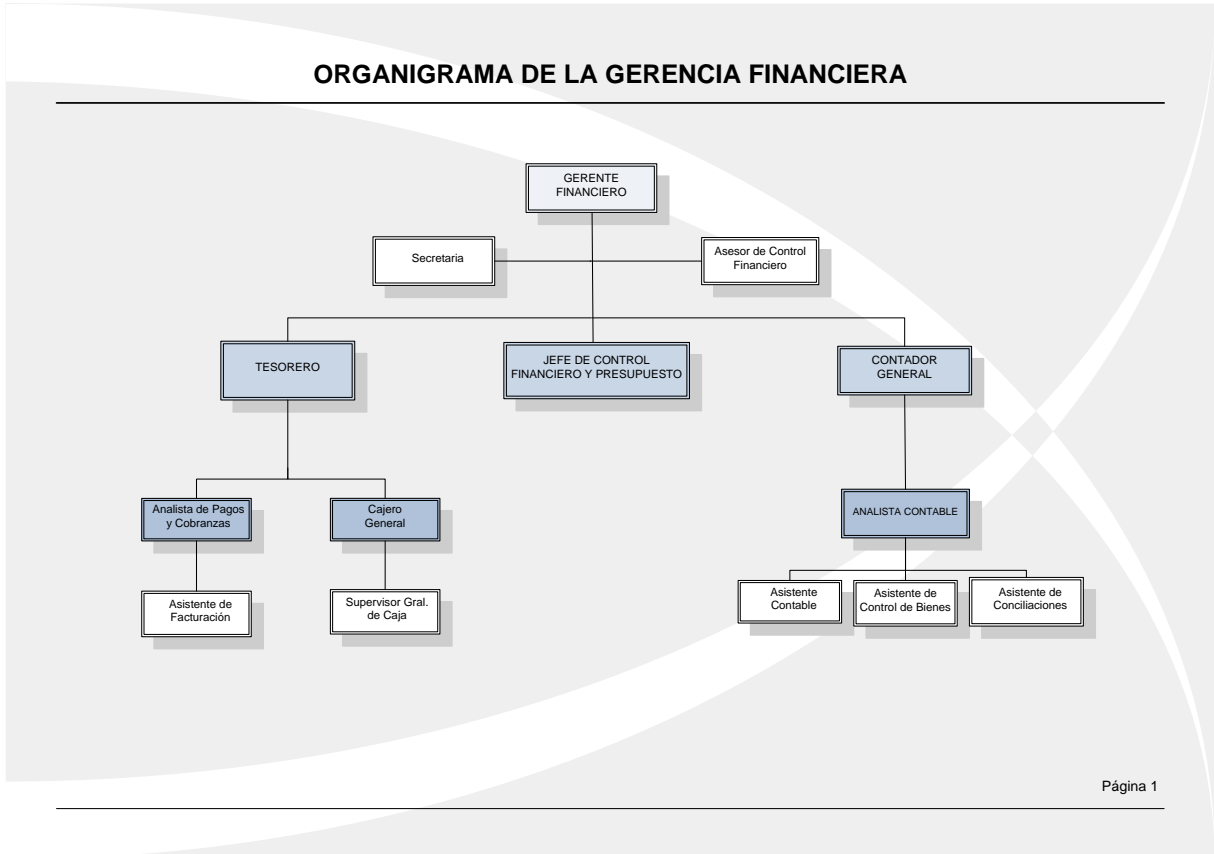 ORGANIGRAMA DE LA GERENCIA FINANCIERA
GERENTE
FINANCIERO
Secretaria
Asesor de Control
Financiero
TESORERO
JEFE DE CONTROL
FINANCIERO Y PRESUPUESTO
CONTADOR
GENERAL
Analista de Pagos
y Cobranzas
Cajero
General
ANALISTA CONTABLE
Asistente de
Facturación
Supervisor Gral.
de Caja
Asistente
Contable
Asistente de
Control de Bienes
Asistente de
Conciliaciones
Página 1